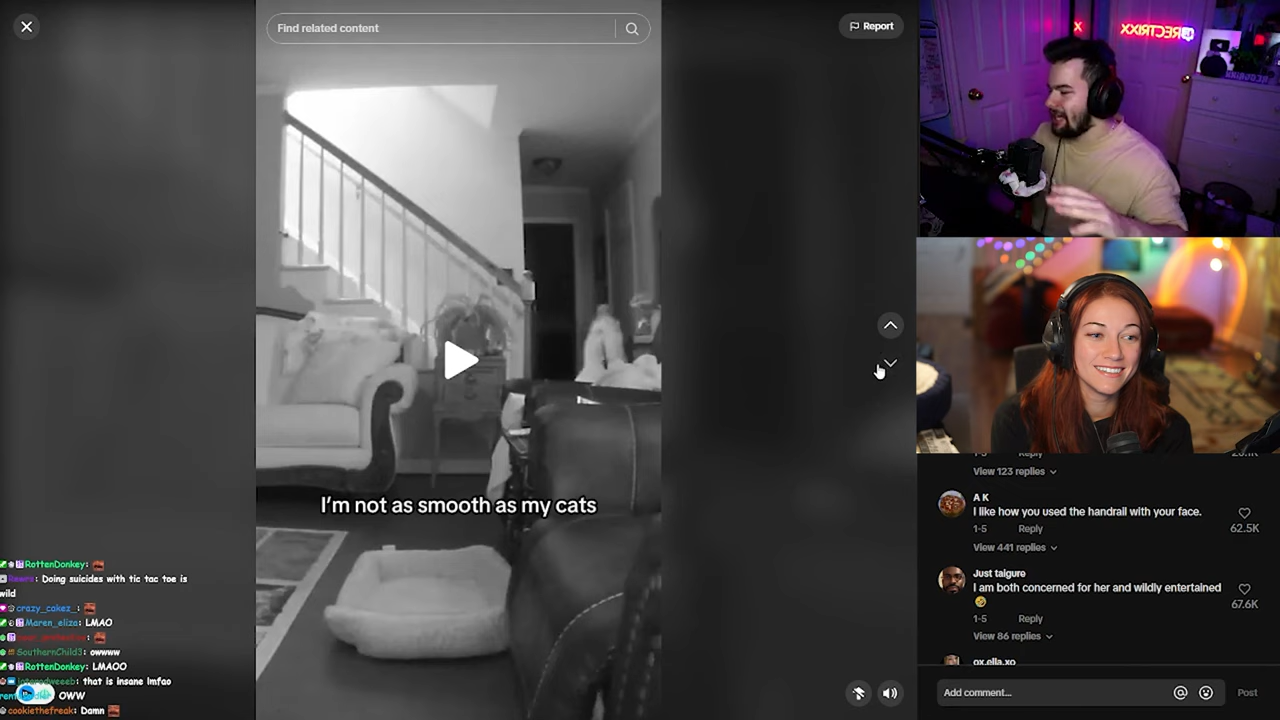 Find related content
Report
I'm not as smooth as my cats
RottenDonkey:
Doing suicides with tic tac toe is
wild
crazy_cakez_:
Maren_eliza: LMAO
SouthernChild3: owwww
RottenDonkey: LMAOO
that is insane lmfao
OWW
cookiethefreak: Damn
Reply
View 123 replies
A K
I like how you used the handrail with your face.
1-5 Reply
62.5K
View 441 replies
Just taigure
I am both concerned for her and wildly entertained
1-5 Reply
67.6K
View 86 replies
ox.ella.xo
Add comment...
Post